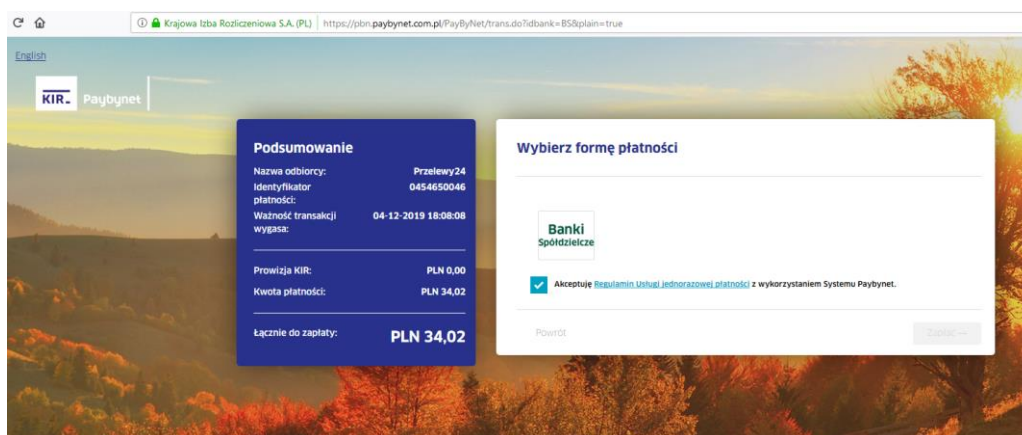 Krajowa Izba Rozliczeniowa S.A. (PL) https://pbn.paybynet.com.pl/PayByNet/trans.do?idbank=BS&plain=true
English
KIR Paybynet
Podsumowanie
Nazwa odbiorcy: Przelewy24
Identyfikator 0454650046
płatności:
Ważność transakcji 04-12-2019 18:08:08
wygasa:
Prowizja KIR: PLN 0,00
Kwota płatności: PLN 34,02
Łącznie do zapłaty: PLN 34,02
Wybierz formę płatności
Banki
Spółdzielcze
Akceptuję Regulamin Usługi jednorazowej płatności z wykorzystaniem Systemu Paybynet.
Powrót Zapłać →